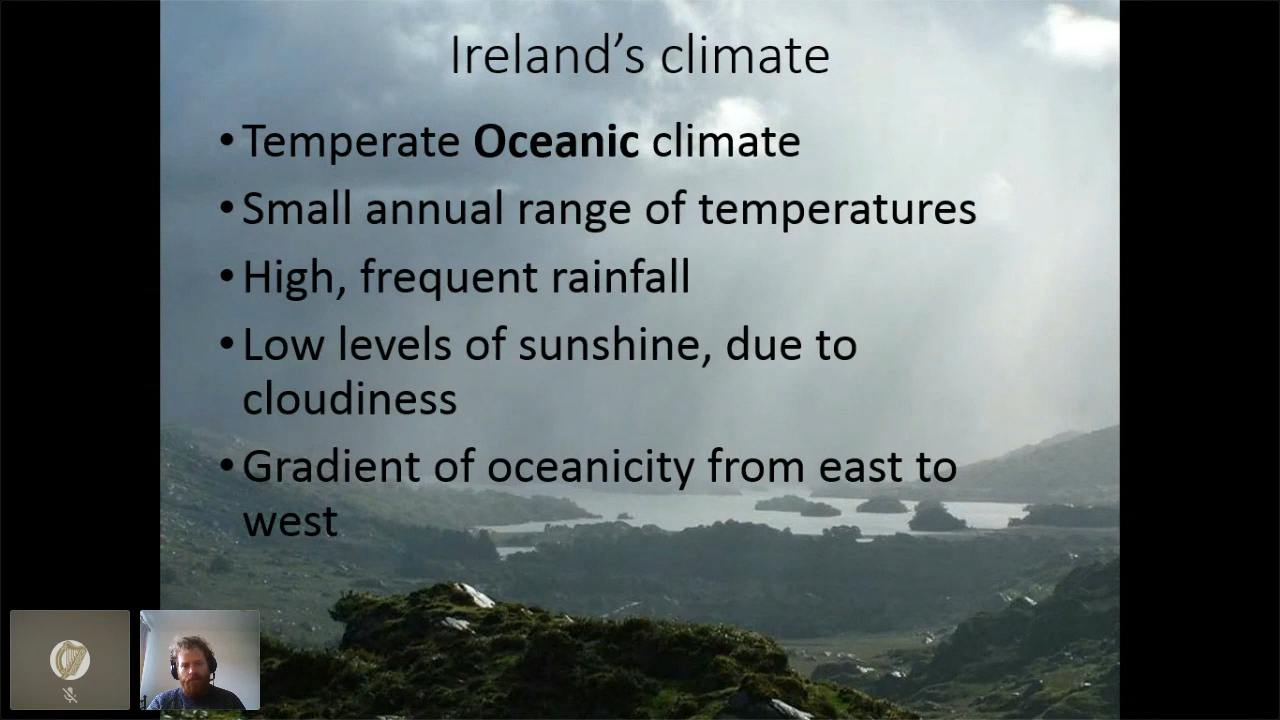 Ireland’s climate
• Temperate Oceanic climate
• Small annual range of temperatures
• High, frequent rainfall
• Low levels of sunshine, due to
cloudiness
• Gradient of oceanicity from east to
west